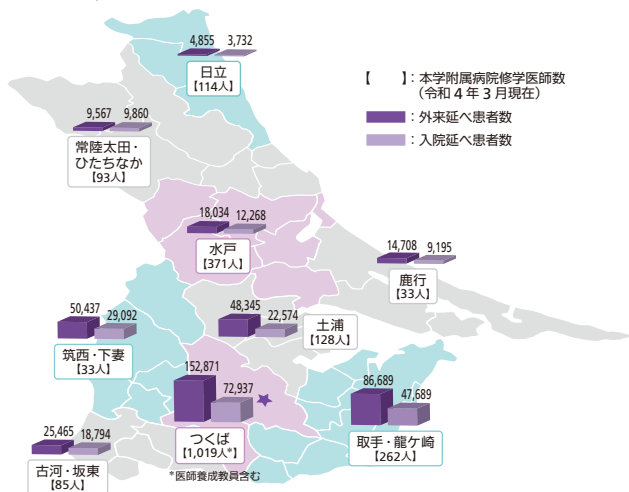 4,855 3,732
日立
【114人】
【　　】：本学附属病院修学医師数
（令和4年3月現在）
：外来延べ患者数
：入院延べ患者数
9,567 9,860
常陸太田・
ひたちなか
【93人】
18,034 12,268
水戸
【371人】
14,708 9,195
鹿行
【33人】
50,437 29,092
筑西・下妻
【33人】
48,345 22,574
土浦
【128人】
152,871 72,937
つくば
【1,019人*】
*医師養成教員含む
86,689 47,689
取手・龍ケ崎
【262人】
25,465 18,794
古河・坂東
【85人】